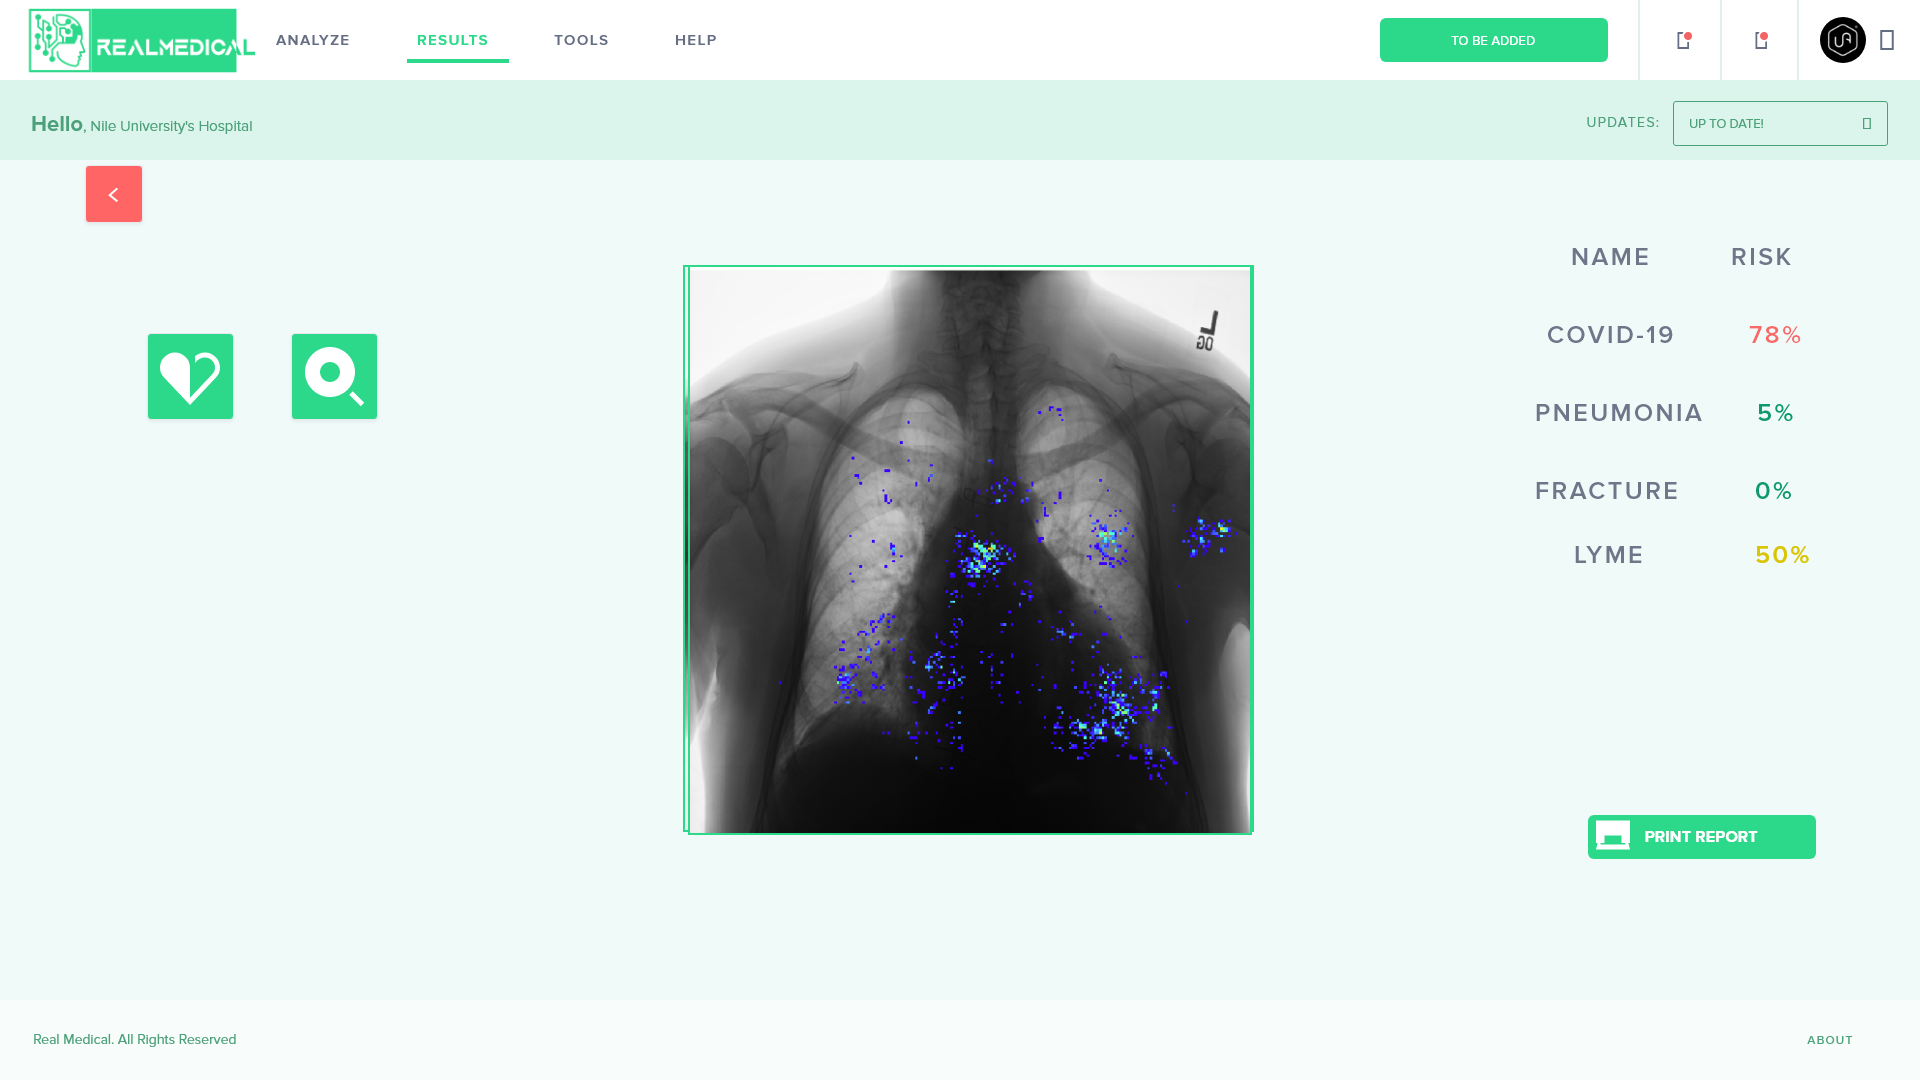 REALMEDICAL
ANALYZE
RESULTS
TOOLS
HELP
TO BE ADDED
Hello, Nile University's Hospital
UPDATES:
UP TO DATE!
NAME RISK
COVID-19 78%
PNEUMONIA 5%
FRACTURE 0%
LYME 50%
PRINT REPORT
Real Medical. All Rights Reserved
ABOUT